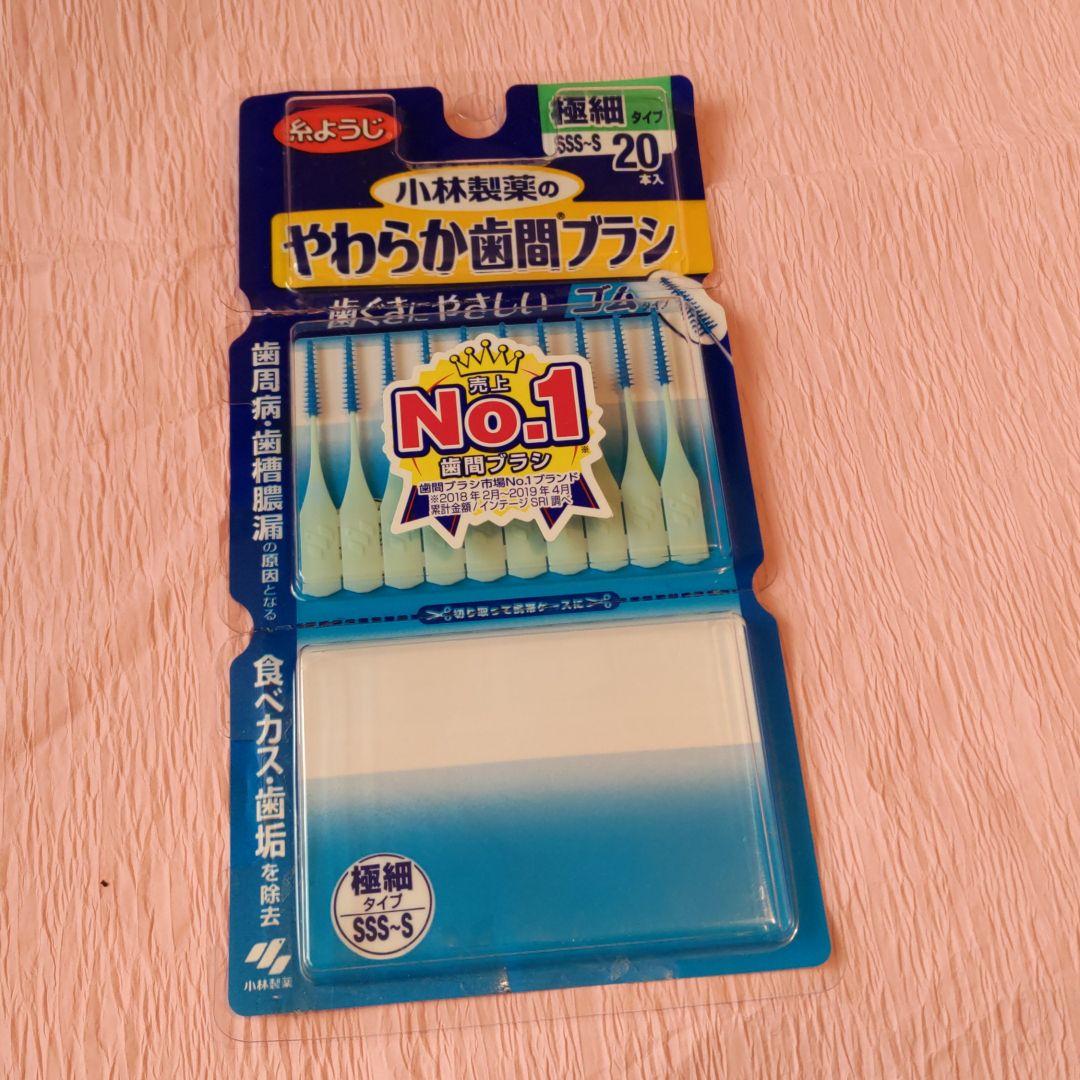 糸ようじ®
極細タイプ
SSS~S
20
本入
小林製薬の
やわらか歯間®ブラシ
歯ぐきにやさしい ゴムタイプ
売上
No.1
※
歯間ブラシ
歯間ブラシ市場No.1ブランド
※2018年2月~2019年4月
累計金額/インテージSRI調べ
歯周病・歯槽膿漏の原因となる
切り取って携帯ケースに
食べカス・歯垢を除去
極細
タイプ
SSS~S
小林製薬